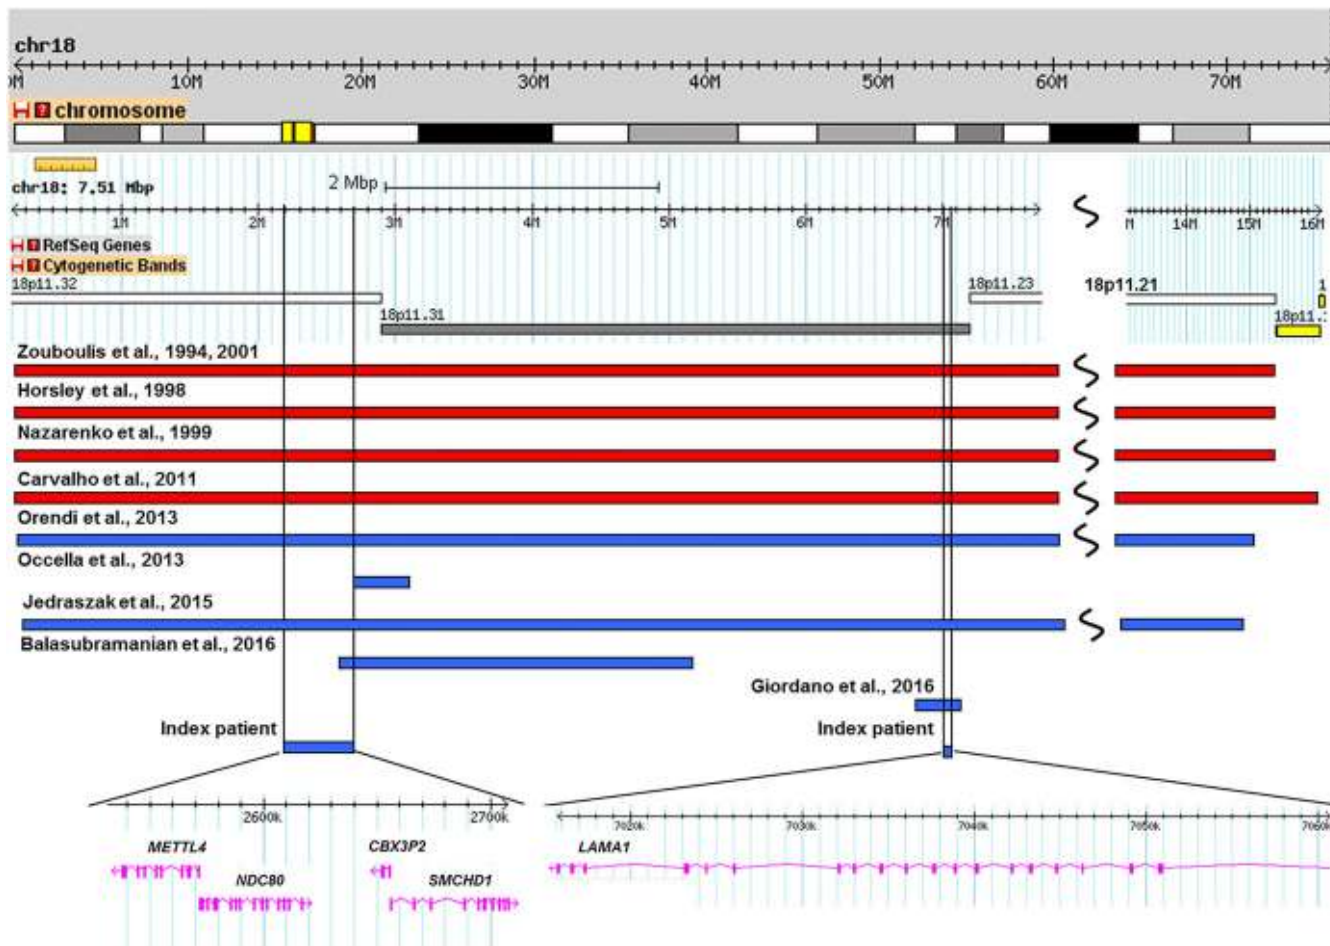 chr18
0M 10M 20M 30M 40M 50M 60M 70M
chromosome
chr18: 7.51 Mbp
2 Mbp
1M 2M 3M 4M 5M 6M 7M M 14M 15M 16M
RefSeq Genes
Cytogenetic Bands
18p11.32 18p11.23 18p11.21 1
18p11.31 18p11.:
Zouboulis et al., 1994, 2001
Horsley et al., 1998
Nazarenko et al., 1999
Carvalho et al., 2011
Orendi et al., 2013
Occella et al., 2013
Jedraszak et al., 2015
Balasubramanian et al., 2016
Giordano et al., 2016
Index patient Index patient
2600k 2700k 7020k 7030k 7040k 7050k 7060k
METTL4 CBX3P2 LAMA1
NDC80 SMCHD1